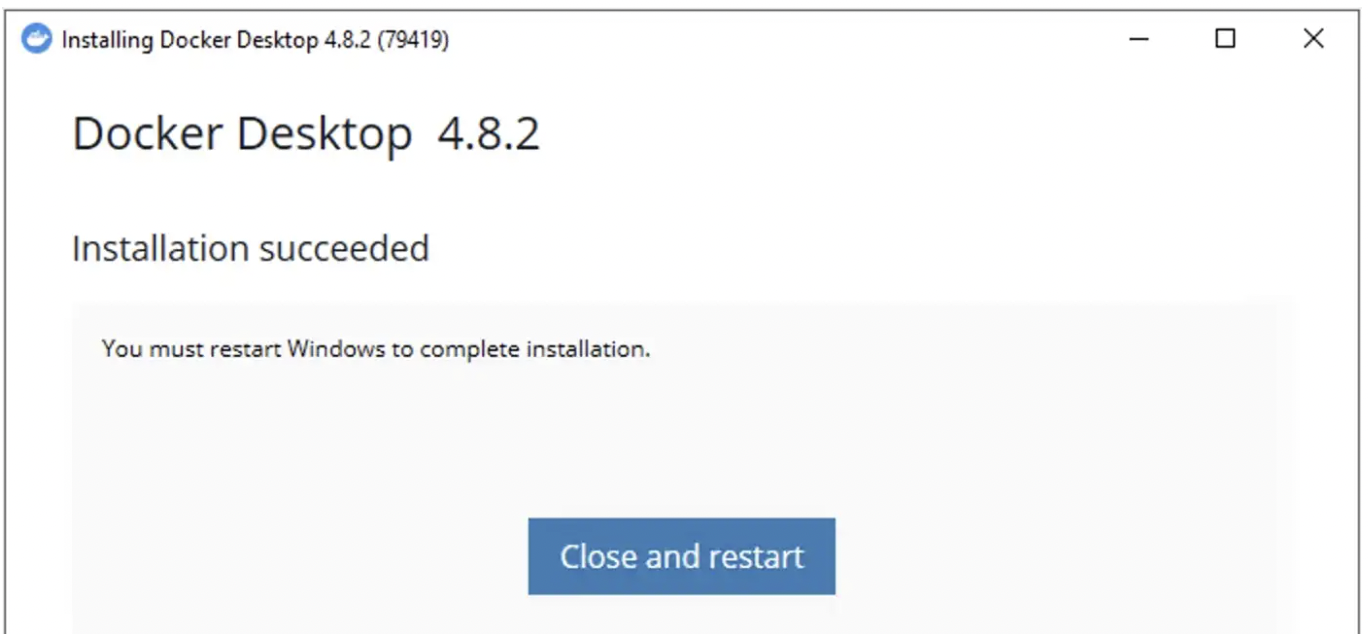 Installing Docker Desktop 4.8.2 (79419)
Docker Desktop 4.8.2
Installation succeeded
You must restart Windows to complete installation.
Close and restart